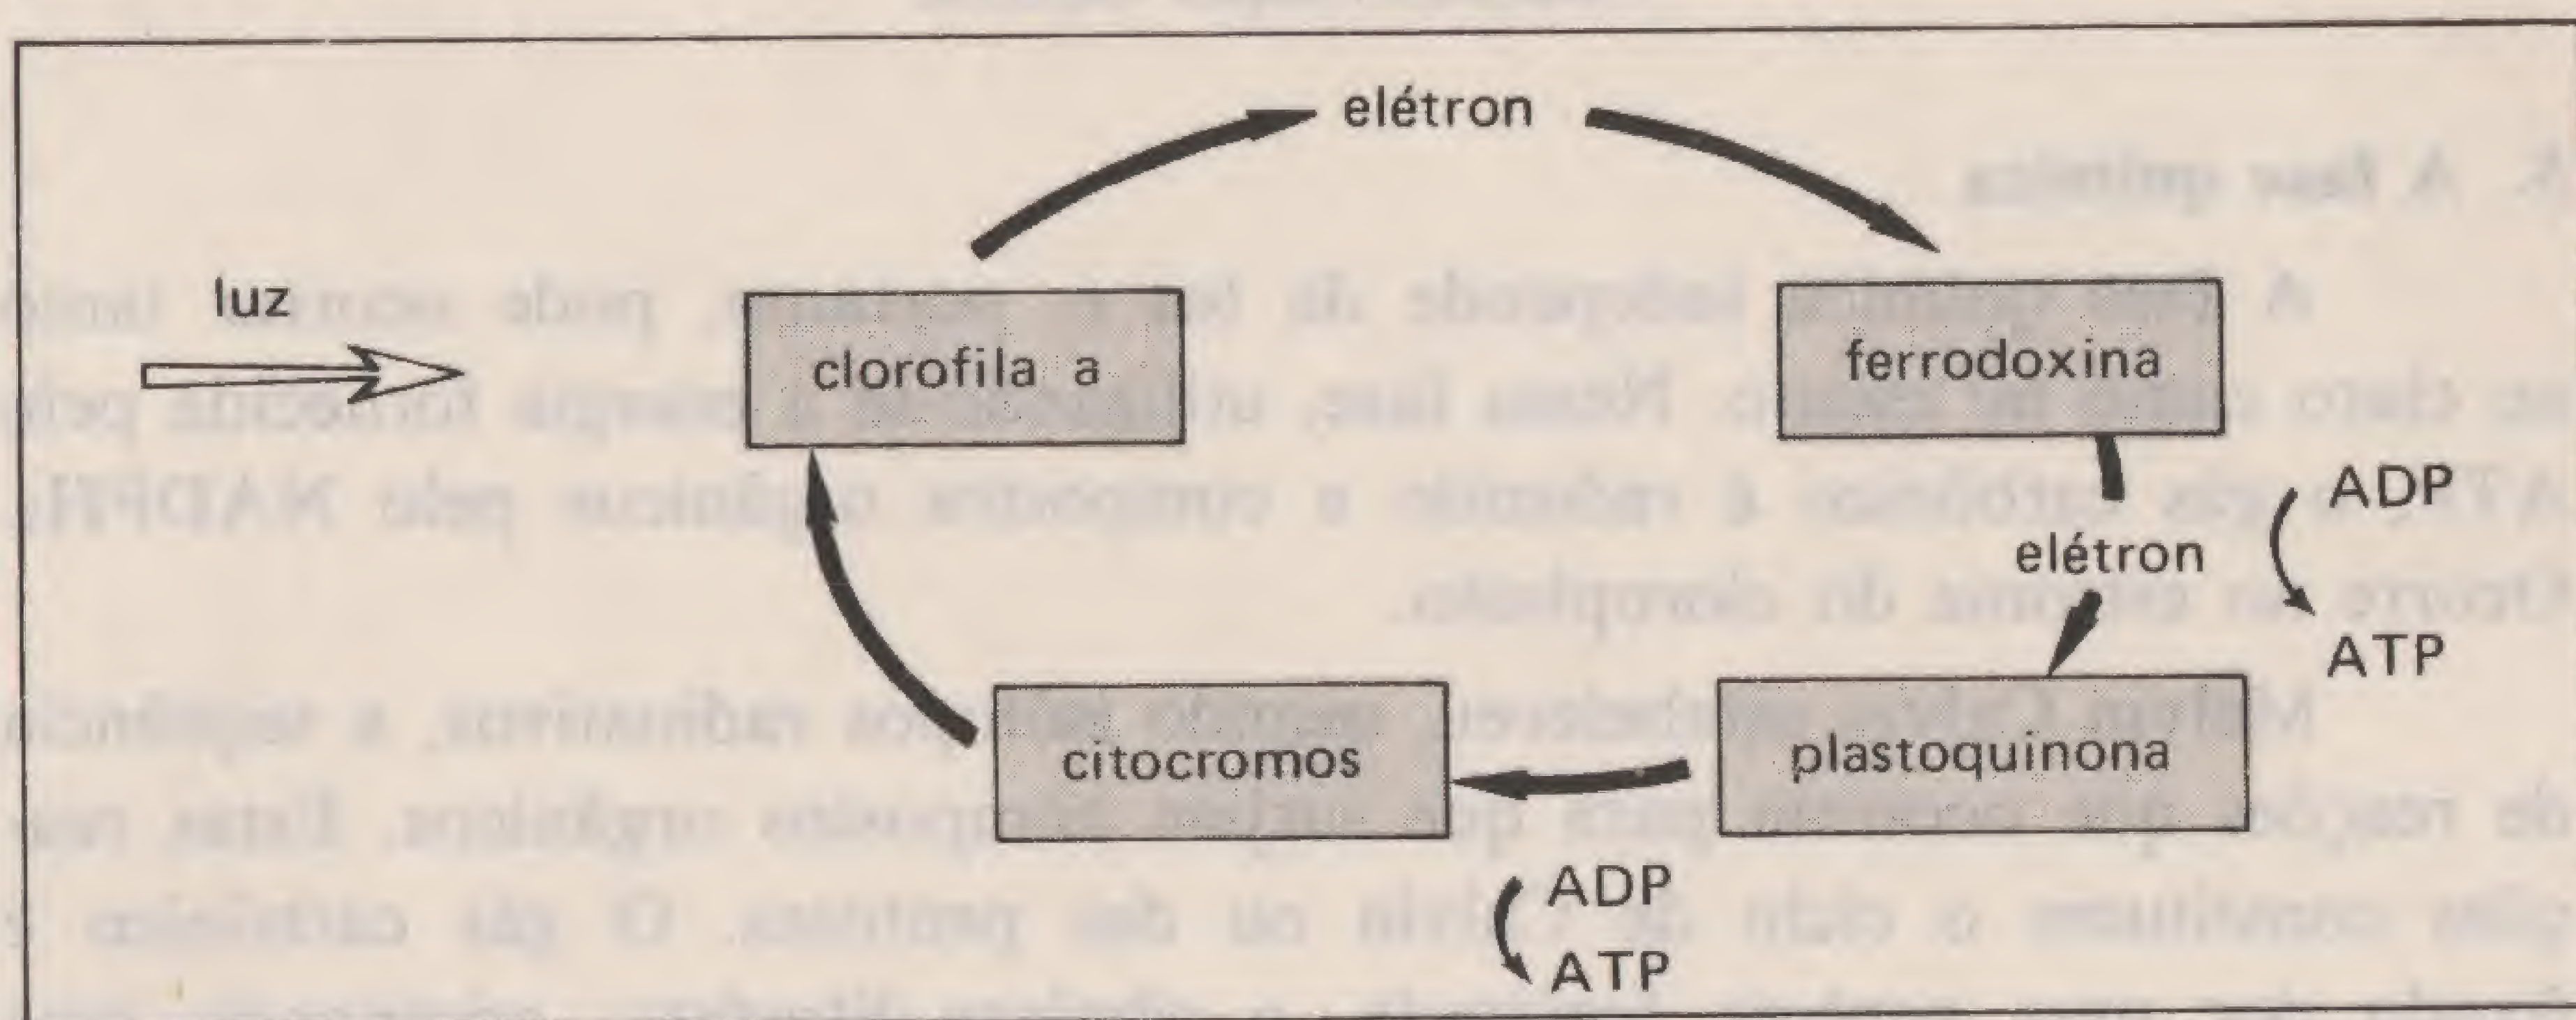 elétron
luz
clorofila a
ferrodoxina
ADP
elétron
ATP
citocromos
plastoquinona
ADP
ATP